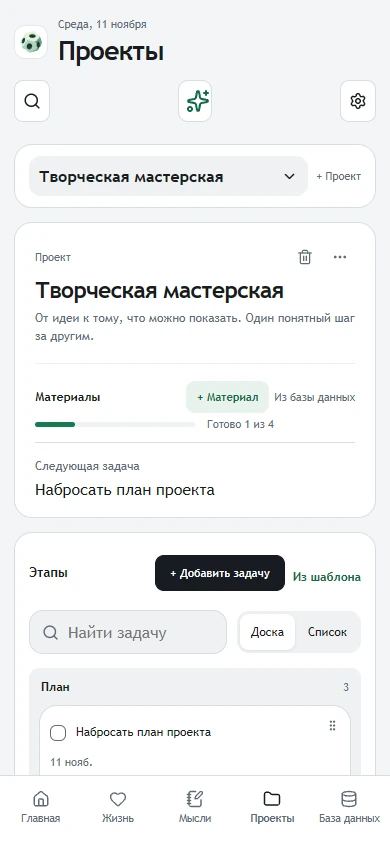 Среда, 11 ноября
Проекты
Творческая мастерская
+ Проект
Проект
Творческая мастерская
От идеи к тому, что можно показать. Один понятный шаг
за другим.
Материалы
+ Материал
Из базы данных
Готово 1 из 4
Следующая задача
Набросать план проекта
Этапы
+ Добавить задачу
Из шаблона
Найти задачу
Доска
Список
План
3
Набросать план проекта
11 нояб.
Главная
Жизнь
Мысли
Проекты
База данных